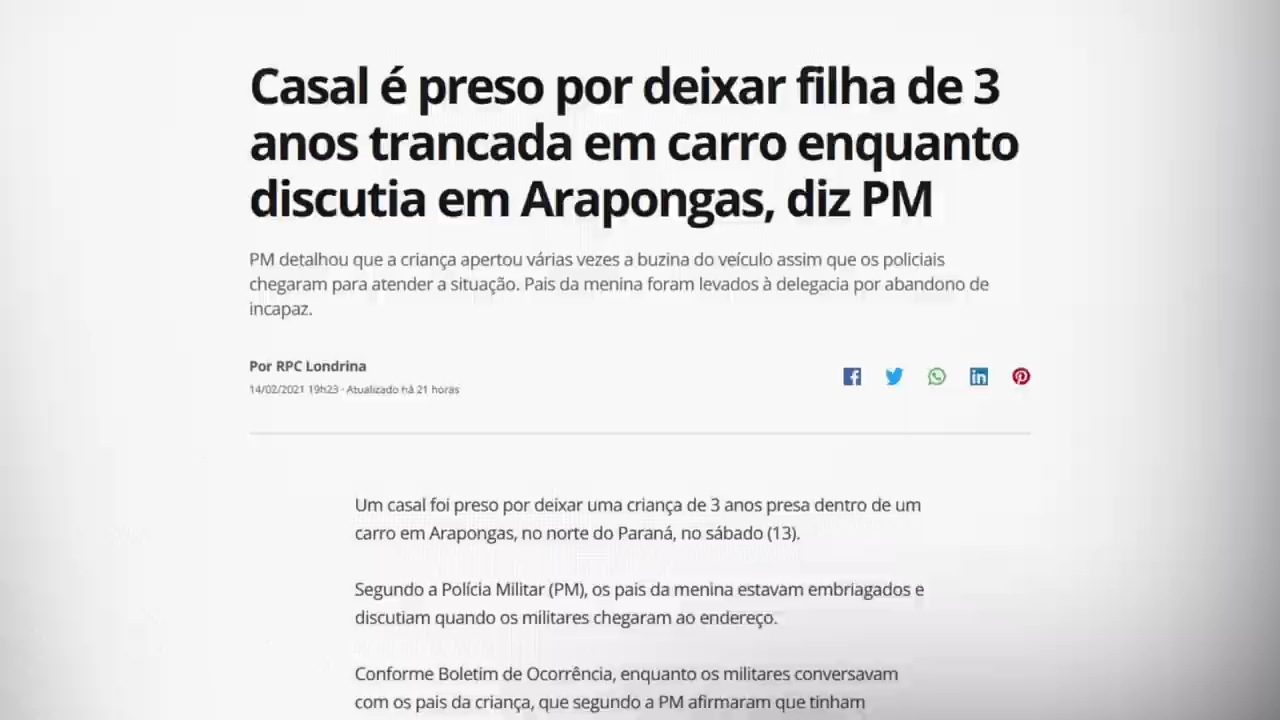 Casal é preso por deixar filha de 3
anos trancada em carro enquanto
discutia em Arapongas, diz PM
PM detalhou que a criança apertou várias vezes a buzina do veículo assim que os policiais
chegaram para atender a situação. Pais da menina foram levados à delegacia por abandono de
incapaz.
Por RPC Londrina
14/02/2021 19h23 · Atualizado há 21 horas
Um casal foi preso por deixar uma criança de 3 anos presa dentro de um
carro em Arapongas, no norte do Paraná, no sábado (13).
Segundo a Polícia Militar (PM), os pais da menina estavam embriagados e
discutiam quando os militares chegaram ao endereço.
Conforme Boletim de Ocorrência, enquanto os militares conversavam
com os pais da criança, que segundo a PM afirmaram que tinham